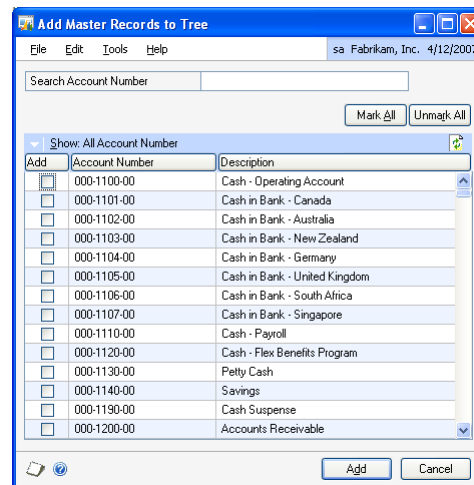 Add Master Records to Tree
File Edit Tools Help sa Fabrikam, Inc. 4/12/2007
Search Account Number
Mark All Unmark All
Show: All Account Number
Add Account Number Description
000-1100-00 Cash - Operating Account
000-1101-00 Cash in Bank - Canada
000-1102-00 Cash in Bank - Australia
000-1103-00 Cash in Bank - New Zealand
000-1104-00 Cash in Bank - Germany
000-1105-00 Cash in Bank - United Kingdom
000-1106-00 Cash in Bank - South Africa
000-1107-00 Cash in Bank - Singapore
000-1110-00 Cash - Payroll
000-1120-00 Cash - Flex Benefits Program
000-1130-00 Petty Cash
000-1140-00 Savings
000-1190-00 Cash Suspense
000-1200-00 Accounts Receivable
Add Cancel